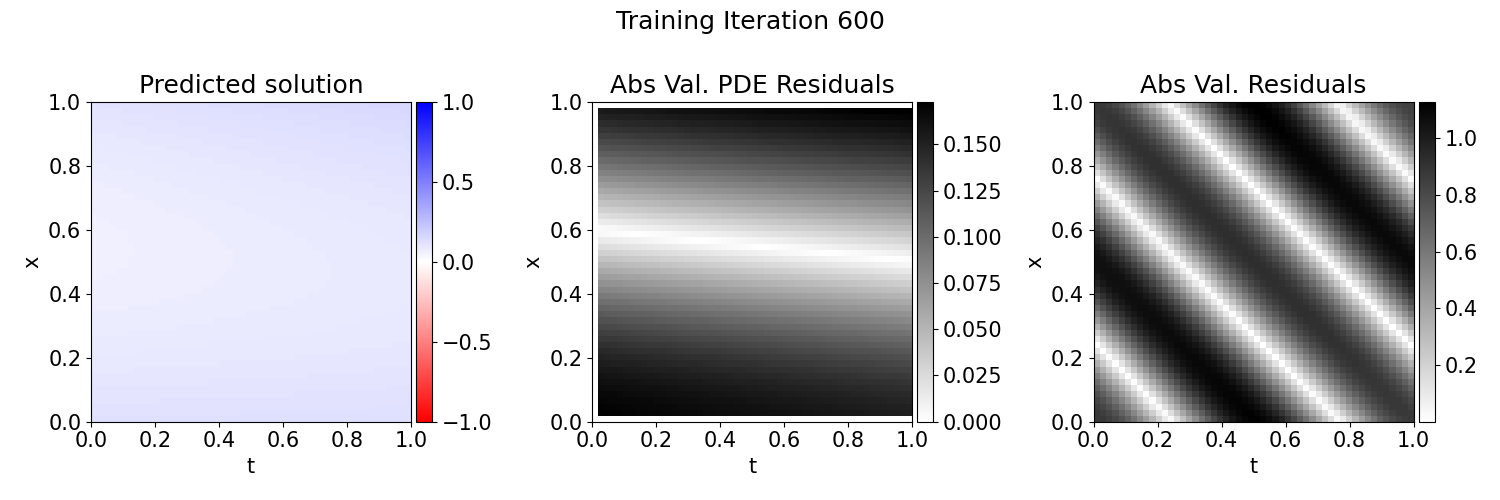 Training Iteration 600
Predicted solution
1.0
0.8
0.6
0.4
0.2
0.0
x
0.0 0.2 0.4 0.6 0.8 1.0
t
1.0
0.5
0.0
−0.5
−1.0
Abs Val. PDE Residuals
1.0
0.8
0.6
0.4
0.2
0.0
x
0.0 0.2 0.4 0.6 0.8 1.0
t
0.150
0.125
0.100
0.075
0.050
0.025
0.000
Abs Val. Residuals
1.0
0.8
0.6
0.4
0.2
0.0
x
0.0 0.2 0.4 0.6 0.8 1.0
t
1.0
0.8
0.6
0.4
0.2